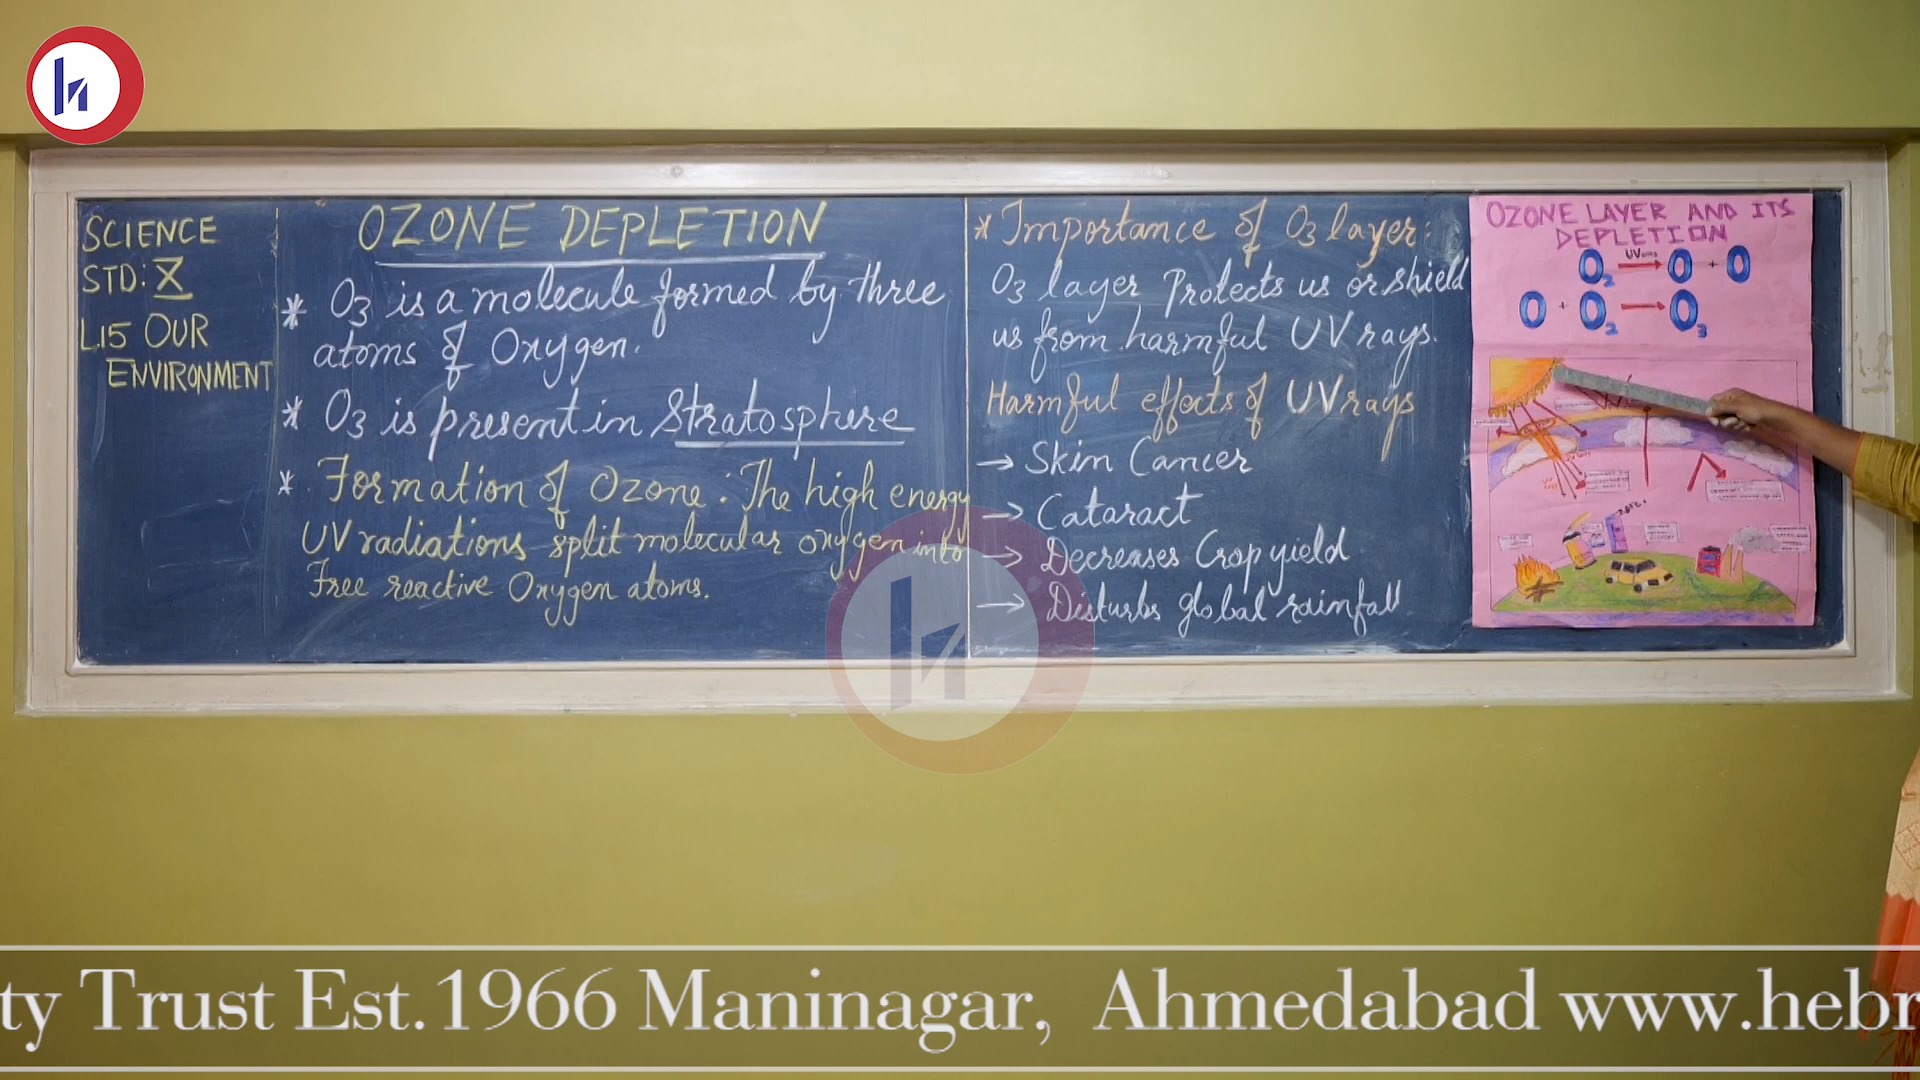 SCIENCE
STD: X
L.15 OUR
ENVIRONMENT
OZONE DEPLETION
* O3 is a molecule formed by three
atoms of Oxygen.
* O3 is present in Stratosphere
* Formation of Ozone: The high energy
UV radiations split molecular oxygen into
Free reactive Oxygen atoms.
* Importance of O3 layer:
O3 layer Protects us or shield
us from harmful UV rays.
Harmful effects of UV rays
→ Skin Cancer
→ Cataract
→ Decreases Crop yield
→ Disturbs global rainfall
OZONE LAYER AND ITS
DEPLETION
O2 UV → O + O
O + O2 → O3
ty Trust Est.1966 Maninagar, Ahmedabad www.hebr